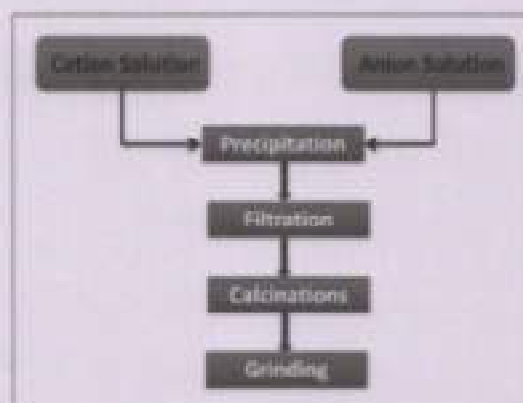 Cation Solution
Anion Solution
Precipitation
Filtration
Calcinations
Grinding